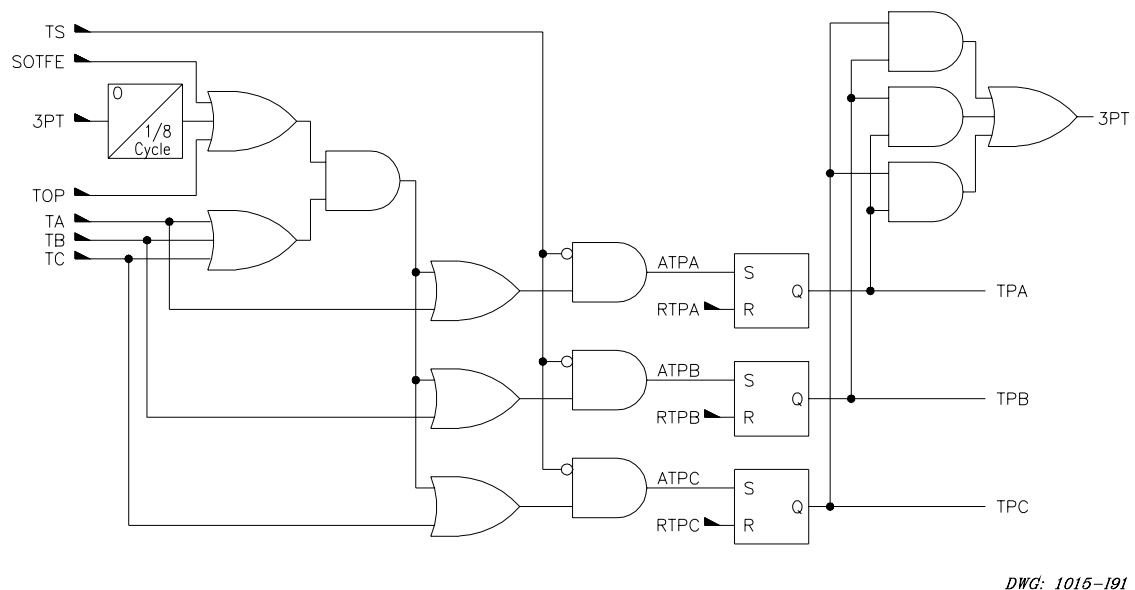 TS
SOTFE
3PT
O
1/8
Cycle
3PT
TOP
TA
TB
TC
ATPA
S
Q
RTPA
R
TPA
ATPB
S
Q
RTPB
R
TPB
ATPC
S
Q
RTPC
R
TPC
DWG: 1015-I91